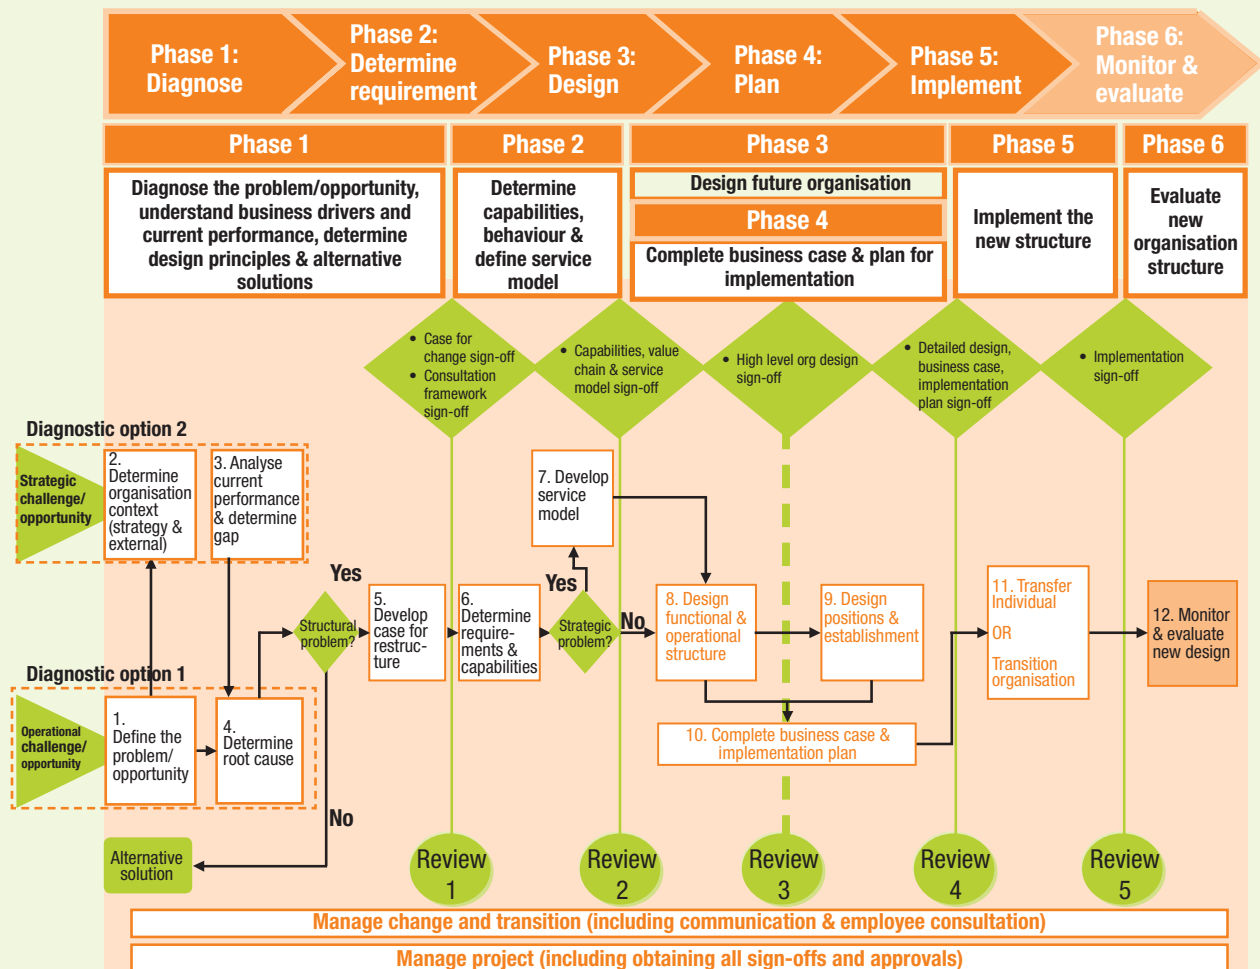 Phase 1:
Diagnose
Phase 2:
Determine
requirement
Phase 3:
Design
Phase 4:
Plan
Phase 5:
Implement
Phase 6:
Monitor &
evaluate
Phase 1
Phase 2
Phase 3
Phase 5
Phase 6
Diagnose the problem/opportunity,
understand business drivers and
current performance, determine
design principles & alternative
solutions
Determine
capabilities,
behaviour &
define service
model
Design future organisation
Phase 4
Complete business case & plan for
implementation
Implement the
new structure
Evaluate
new
organisation
structure
• Case for
change sign-off
• Consultation
framework
sign-off
• Capabilities, value
chain & service
model sign-off
• High level org design
sign-off
• Detailed design,
business case,
implementation
plan sign-off
• Implementation
sign-off
Diagnostic option 2
Strategic
challenge/
opportunity
2.
Determine
organisation
context
(strategy &
external)
3. Analyse
current
performance
& determine
gap
7. Develop
service
model
Yes
Structural
problem?
5.
Develop
case for
restruc-
ture
6.
Determine
require-
ments &
capabilities
Yes
Strategic
problem?
No
8. Design
functional &
operational
structure
9. Design
positions &
establishment
11. Transfer
Individual
OR
Transition
organisation
12. Monitor
& evaluate
new design
Diagnostic option 1
Operational
challenge/
opportunity
1.
Define the
problem/
opportunity
4.
Determine
root cause
10. Complete business case &
implementation plan
No
Alternative
solution
Review
1
Review
2
Review
3
Review
4
Review
5
Manage change and transition (including communication & employee consultation)
Manage project (including obtaining all sign-offs and approvals)